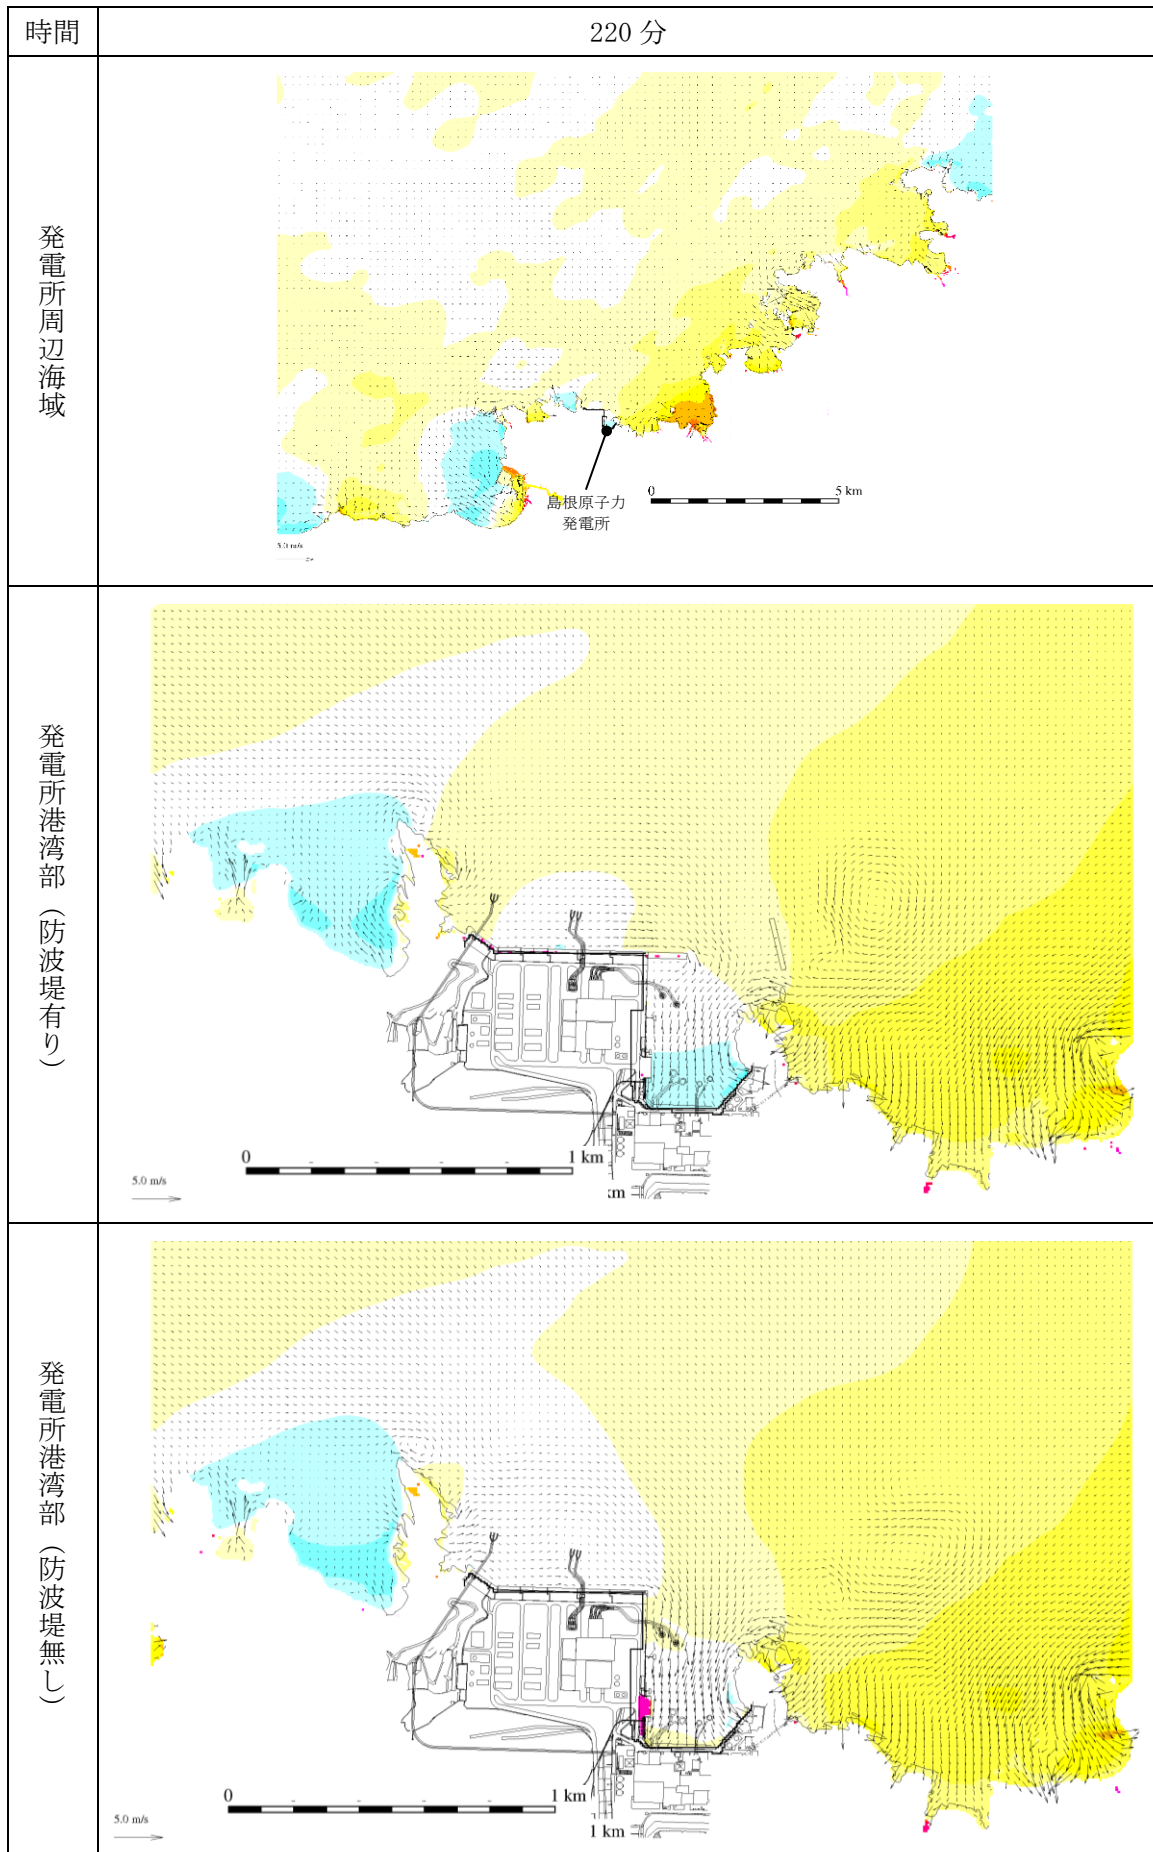 時間
220 分
発電所周辺海域
島根原子力
発電所
0 5 km
5.0 m/s
発電所港湾部（防波堤有り）
0 1 km
km
5.0 m/s
発電所港湾部（防波堤無し）
0 1 km
1 km
5.0 m/s